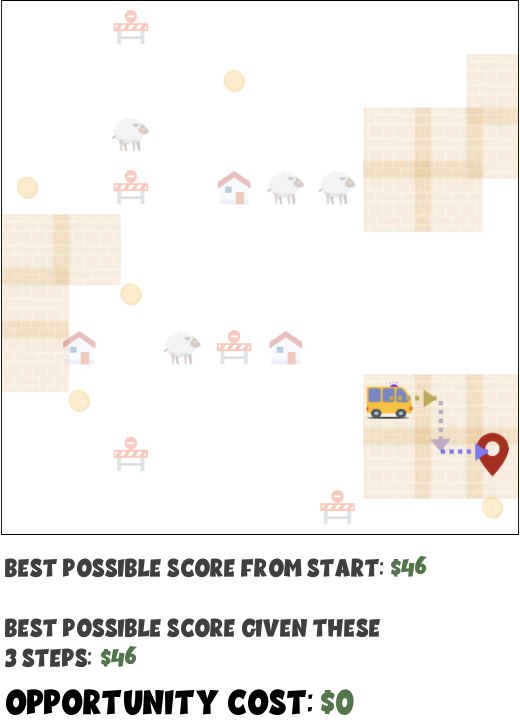 BEST POSSIBLE SCORE FROM START: $46
BEST POSSIBLE SCORE GIVEN THESE
3 STEPS: $46
OPPORTUNITY COST: $0